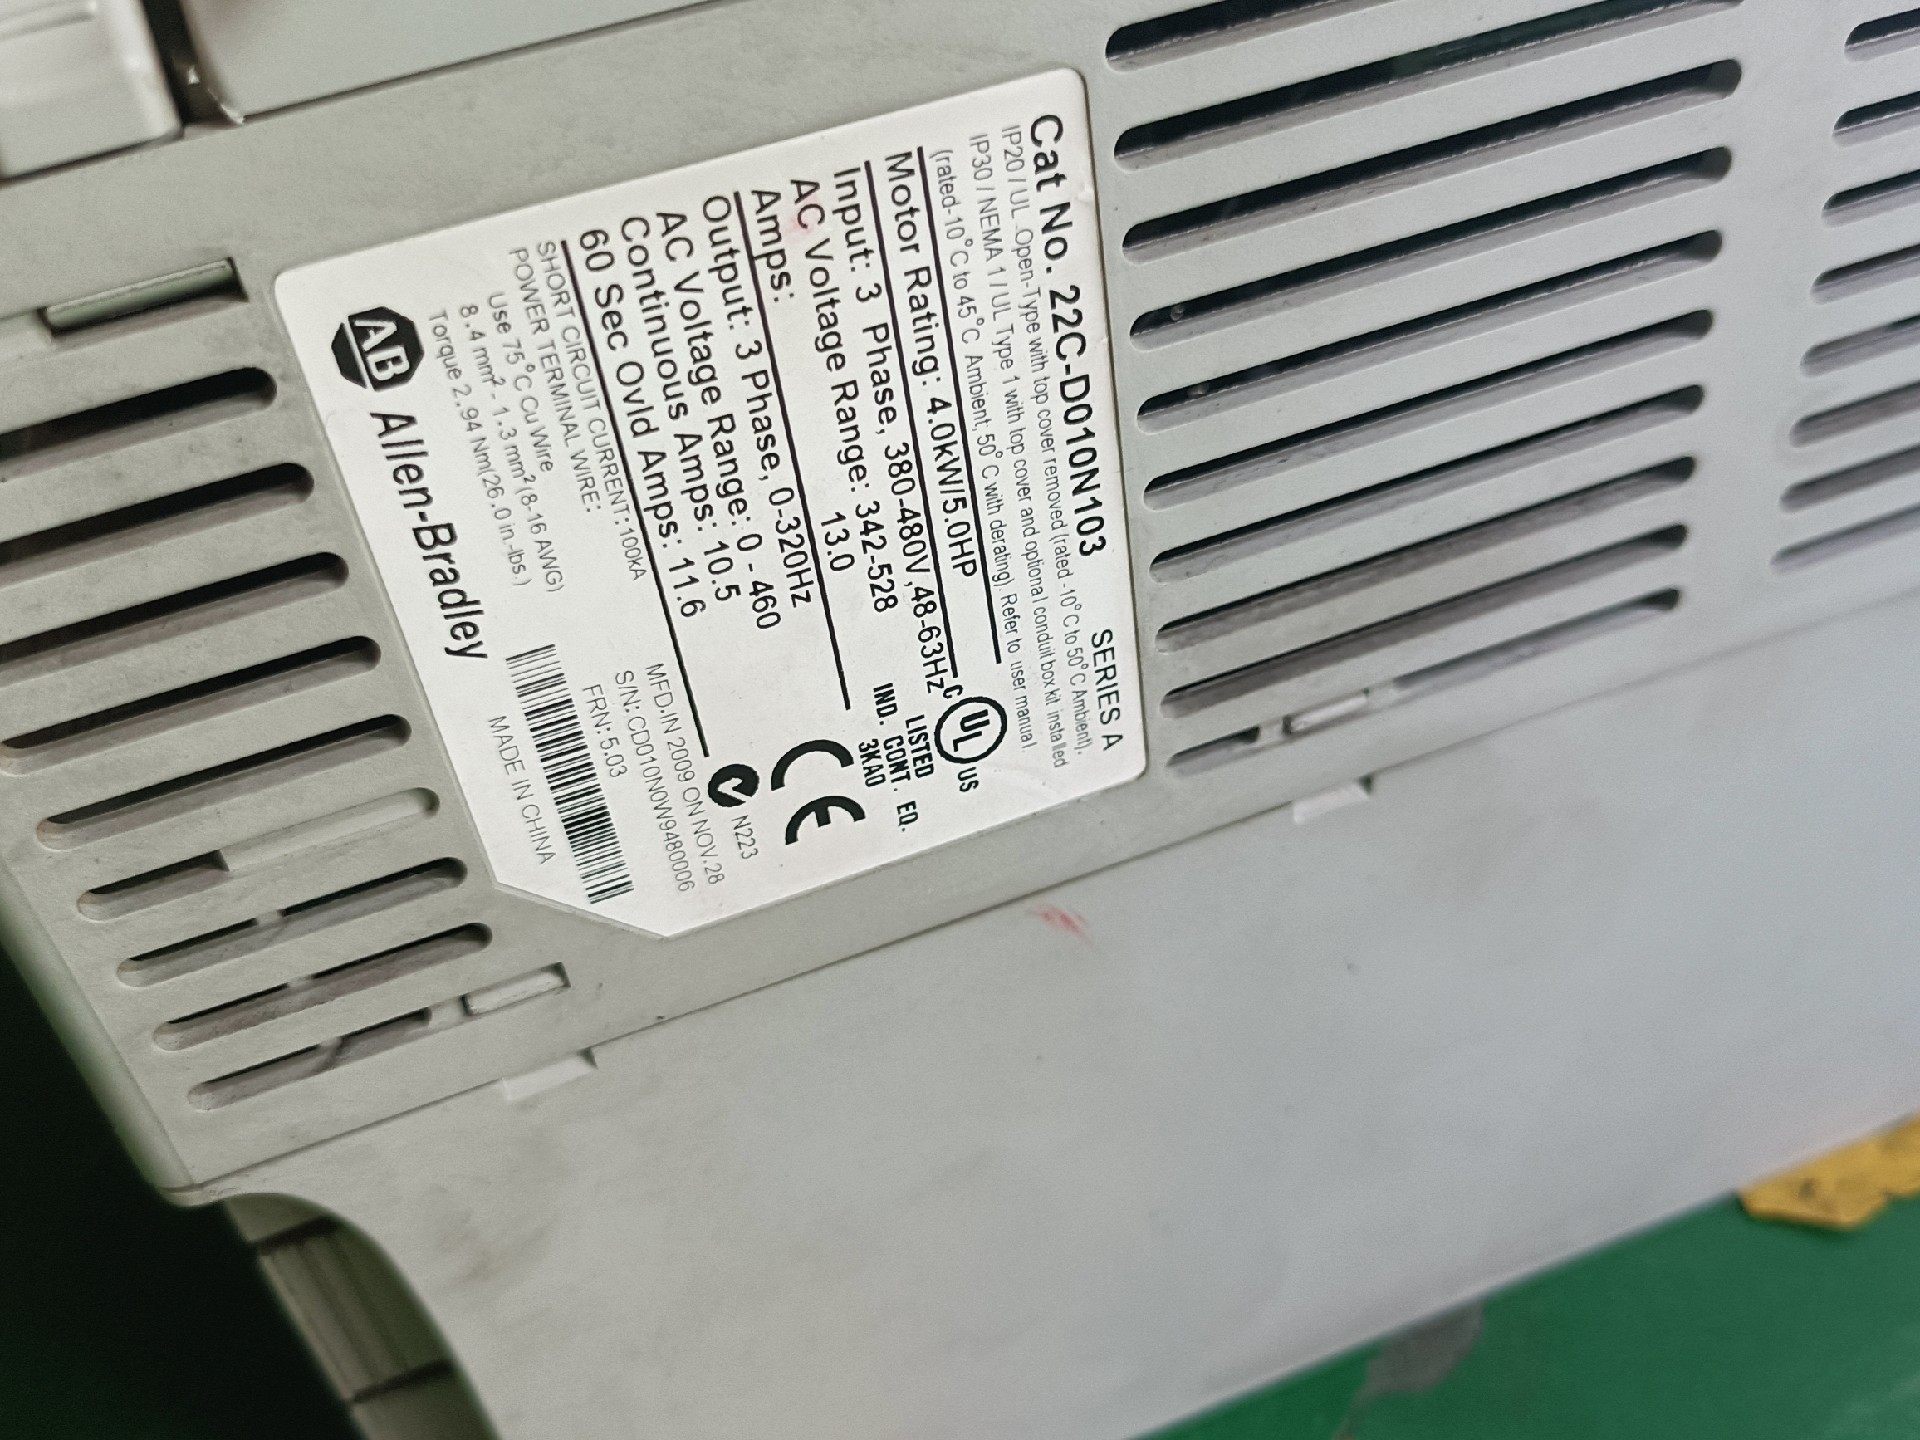 Cat No. 22C-D010N103 SERIES A
IP20 / UL Open-Type with top cover removed (rated -10°C to 50°C Ambient).
IP30 / NEMA 1 / UL Type 1 with top cover and optional conduit box kit installed
(rated-10°C to 45°C Ambient, 50°C with derating). Refer to user manual.
Motor Rating: 4.0kW/5.0HP
Input: 3 Phase, 380-480V,48-63Hz
AC Voltage Range: 342-528
Amps: 13.0
Output: 3 Phase, 0-320Hz
AC Voltage Range: 0 - 460
Continuous Amps: 10.5
60 Sec Ovld Amps: 11.6
C UL US
LISTED
IND. CONT. EQ.
3KA0
CE
N223
SHORT CIRCUIT CURRENT:100kA
POWER TERMINAL WIRE:
Use 75°C Cu Wire
8.4 mm² - 1.3 mm² (8-16 AWG)
Torque 2.94 Nm(26.0 in.-lbs.)
MFD.IN 2009 ON NOV.28
S/N: CD010N0W9480006
FRN: 5.03
MADE IN CHINA
AB Allen-Bradley